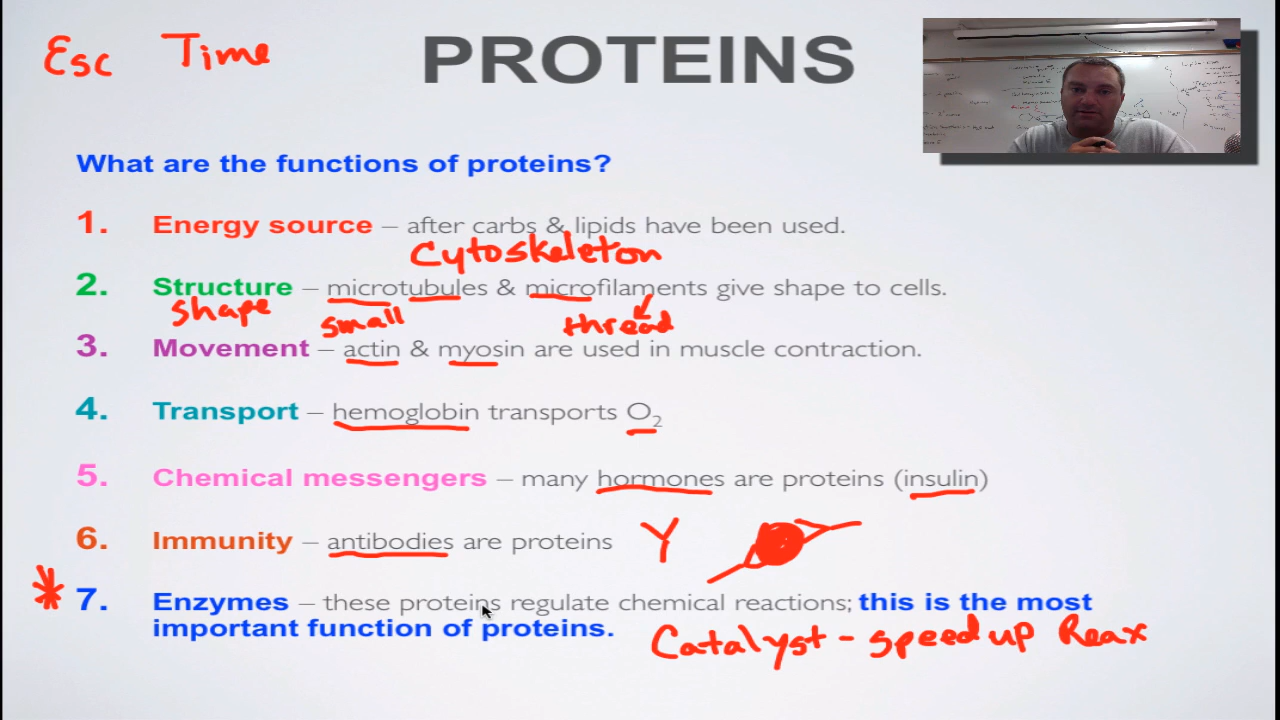 Esc Time
PROTEINS
What are the functions of proteins?
1. Energy source – after carbs & lipids have been used.
Cytoskeleton
2. Structure – microtubules & microfilaments give shape to cells.
shape small thread
3. Movement – actin & myosin are used in muscle contraction.
4. Transport – hemoglobin transports O₂
5. Chemical messengers – many hormones are proteins (insulin)
6. Immunity – antibodies are proteins
* 7. Enzymes – these proteins regulate chemical reactions; this is the most
important function of proteins.
Catalyst - speed up Reax